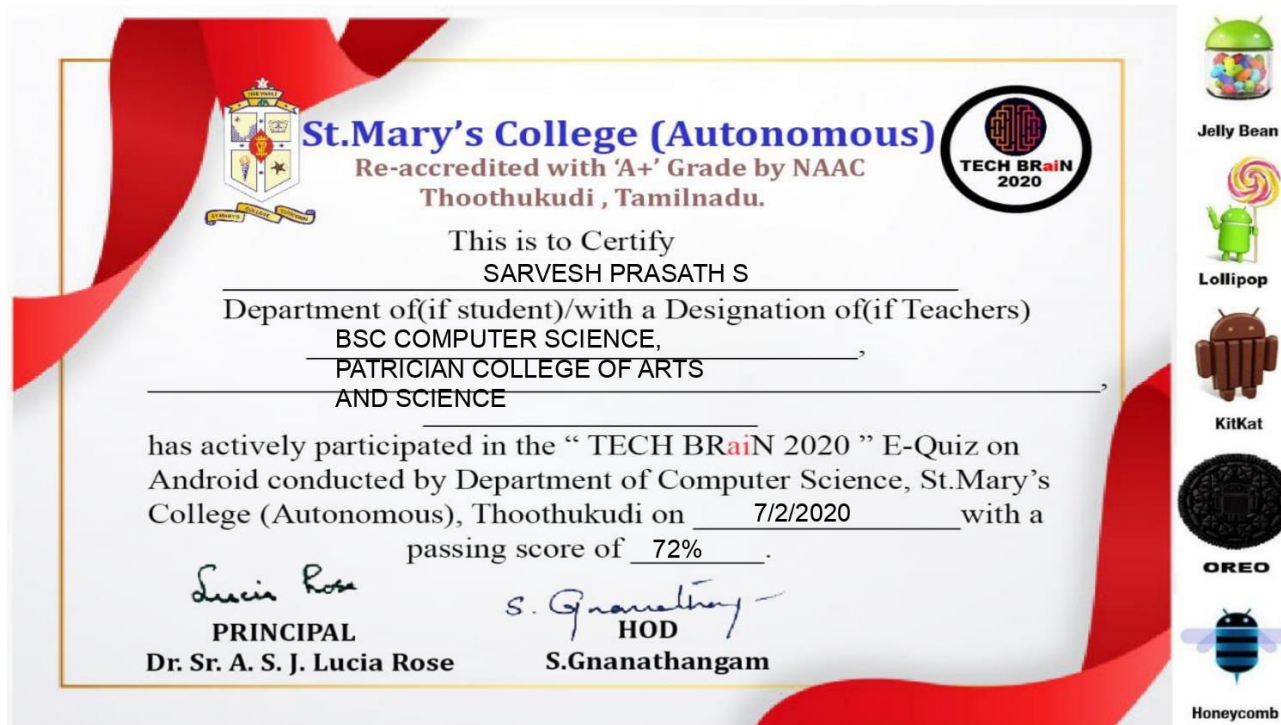 St.Mary's College (Autonomous)
Re-accredited with 'A+' Grade by NAAC
Thoothukudi , Tamilnadu.
TECH BRaiN
2020
This is to Certify
SARVESH PRASATH S
Department of(if student)/with a Designation of(if Teachers)
BSC COMPUTER SCIENCE,
,
PATRICIAN COLLEGE OF ARTS
,
AND SCIENCE
has actively participated in the “ TECH BRaiN 2020 ” E-Quiz on
Android conducted by Department of Computer Science, St.Mary's
College (Autonomous), Thoothukudi on 7/2/2020 with a
passing score of 72% .
Lucia Rose
S. Gnanathang
PRINCIPAL
HOD
Dr. Sr. A. S. J. Lucia Rose
S.Gnanathangam
Jelly Bean
Lollipop
KitKat
OREO
Honeycomb